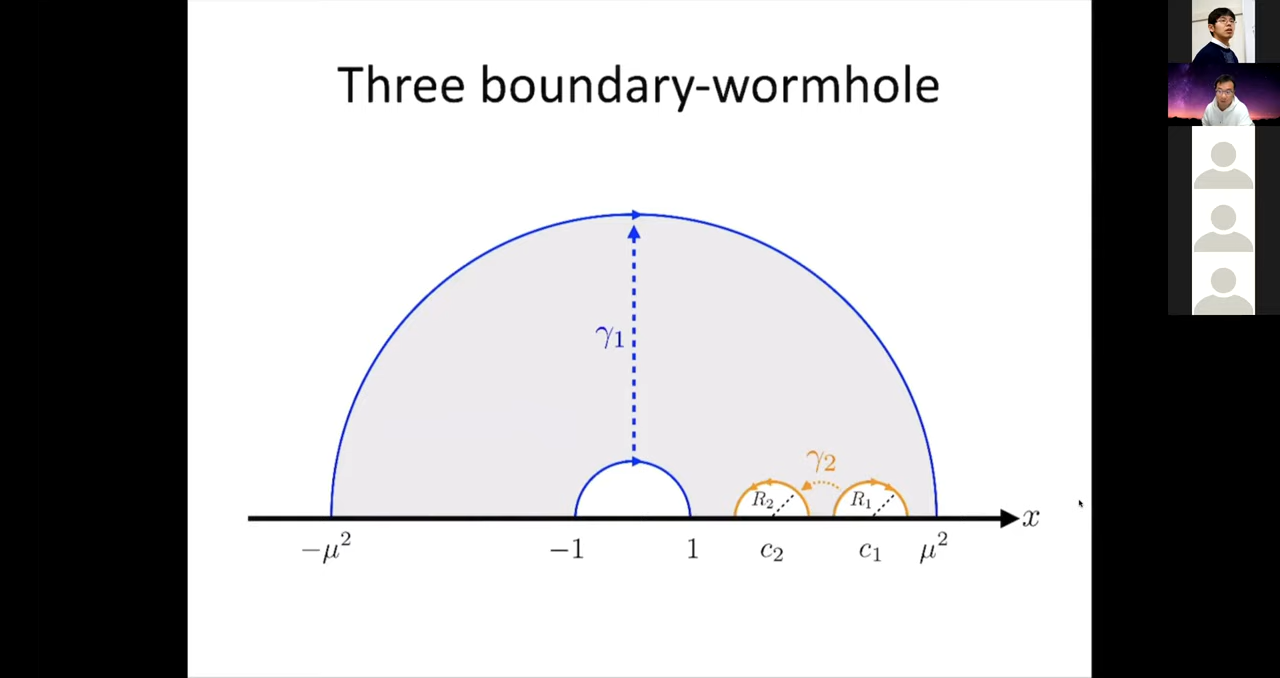 Three boundary-wormhole
γ1
γ2
R2 R1
x
−μ² −1 1 c2 c1 μ²